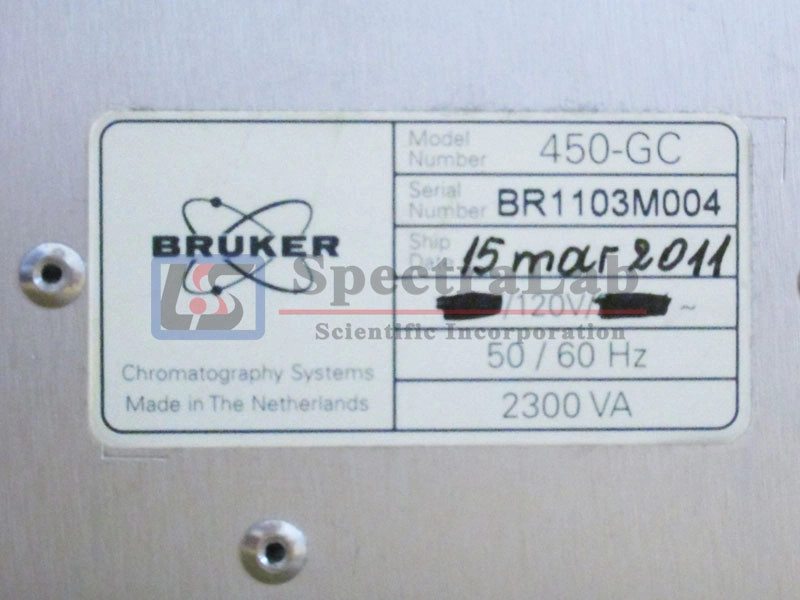 BRUKER
Chromatography Systems
Made in The Netherlands
Model Number 450-GC
Serial Number BR1103M004
Ship Date 15 mar 2011
/120V/ ~
50 / 60 Hz
2300 VA
LS
SpectraLab
Scientific Incorporation